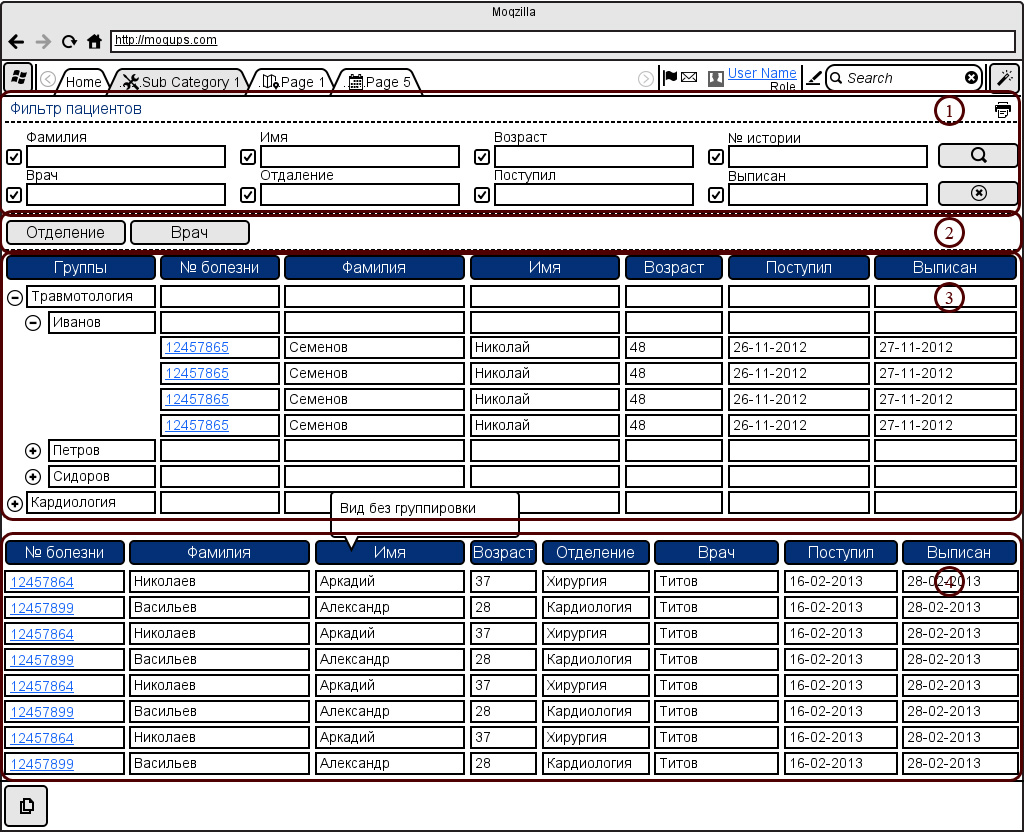 Moqzilla
http://moqups.com
Home Sub Category 1 Page 1 Page 5 User Name Role Search
Фильтр пациентов 1
Фамилия Имя Возраст № истории
Врач Отдаление Поступил Выписан
Отделение Врач 2
Группы № болезни Фамилия Имя Возраст Поступил Выписан
Травмотология 3
Иванов
12457865 Семенов Николай 48 26-11-2012 27-11-2012
12457865 Семенов Николай 48 26-11-2012 27-11-2012
12457865 Семенов Николай 48 26-11-2012 27-11-2012
12457865 Семенов Николай 48 26-11-2012 27-11-2012
Петров
Сидоров
Кардиология
Вид без группировки
№ болезни Фамилия Имя Возраст Отделение Врач Поступил Выписан
12457864 Николаев Аркадий 37 Хирургия Титов 16-02-2013 28-02-2013 4
12457899 Васильев Александр 28 Кардиология Титов 16-02-2013 28-02-2013
12457864 Николаев Аркадий 37 Хирургия Титов 16-02-2013 28-02-2013
12457899 Васильев Александр 28 Кардиология Титов 16-02-2013 28-02-2013
12457864 Николаев Аркадий 37 Хирургия Титов 16-02-2013 28-02-2013
12457899 Васильев Александр 28 Кардиология Титов 16-02-2013 28-02-2013
12457864 Николаев Аркадий 37 Хирургия Титов 16-02-2013 28-02-2013
12457899 Васильев Александр 28 Кардиология Титов 16-02-2013 28-02-2013